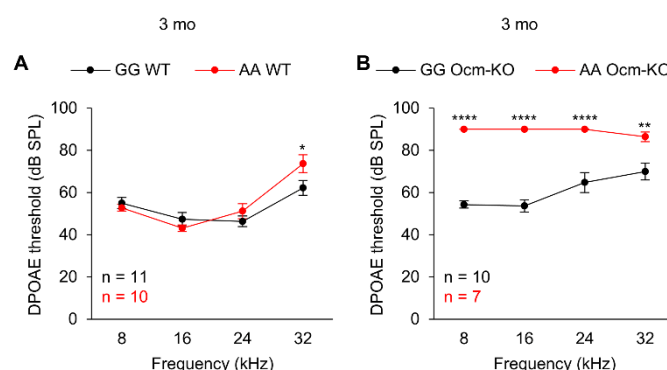 3 mo
3 mo
A
GG WT
AA WT
B
GG Ocm-KO
AA Ocm-KO
DPOAE threshold (dB SPL)
100
80
60
40
20
0
*
n = 11
n = 10
8
16
24
32
Frequency (kHz)
DPOAE threshold (dB SPL)
100
80
60
40
20
0
****
****
****
**
n = 10
n = 7
8
16
24
32
Frequency (kHz)